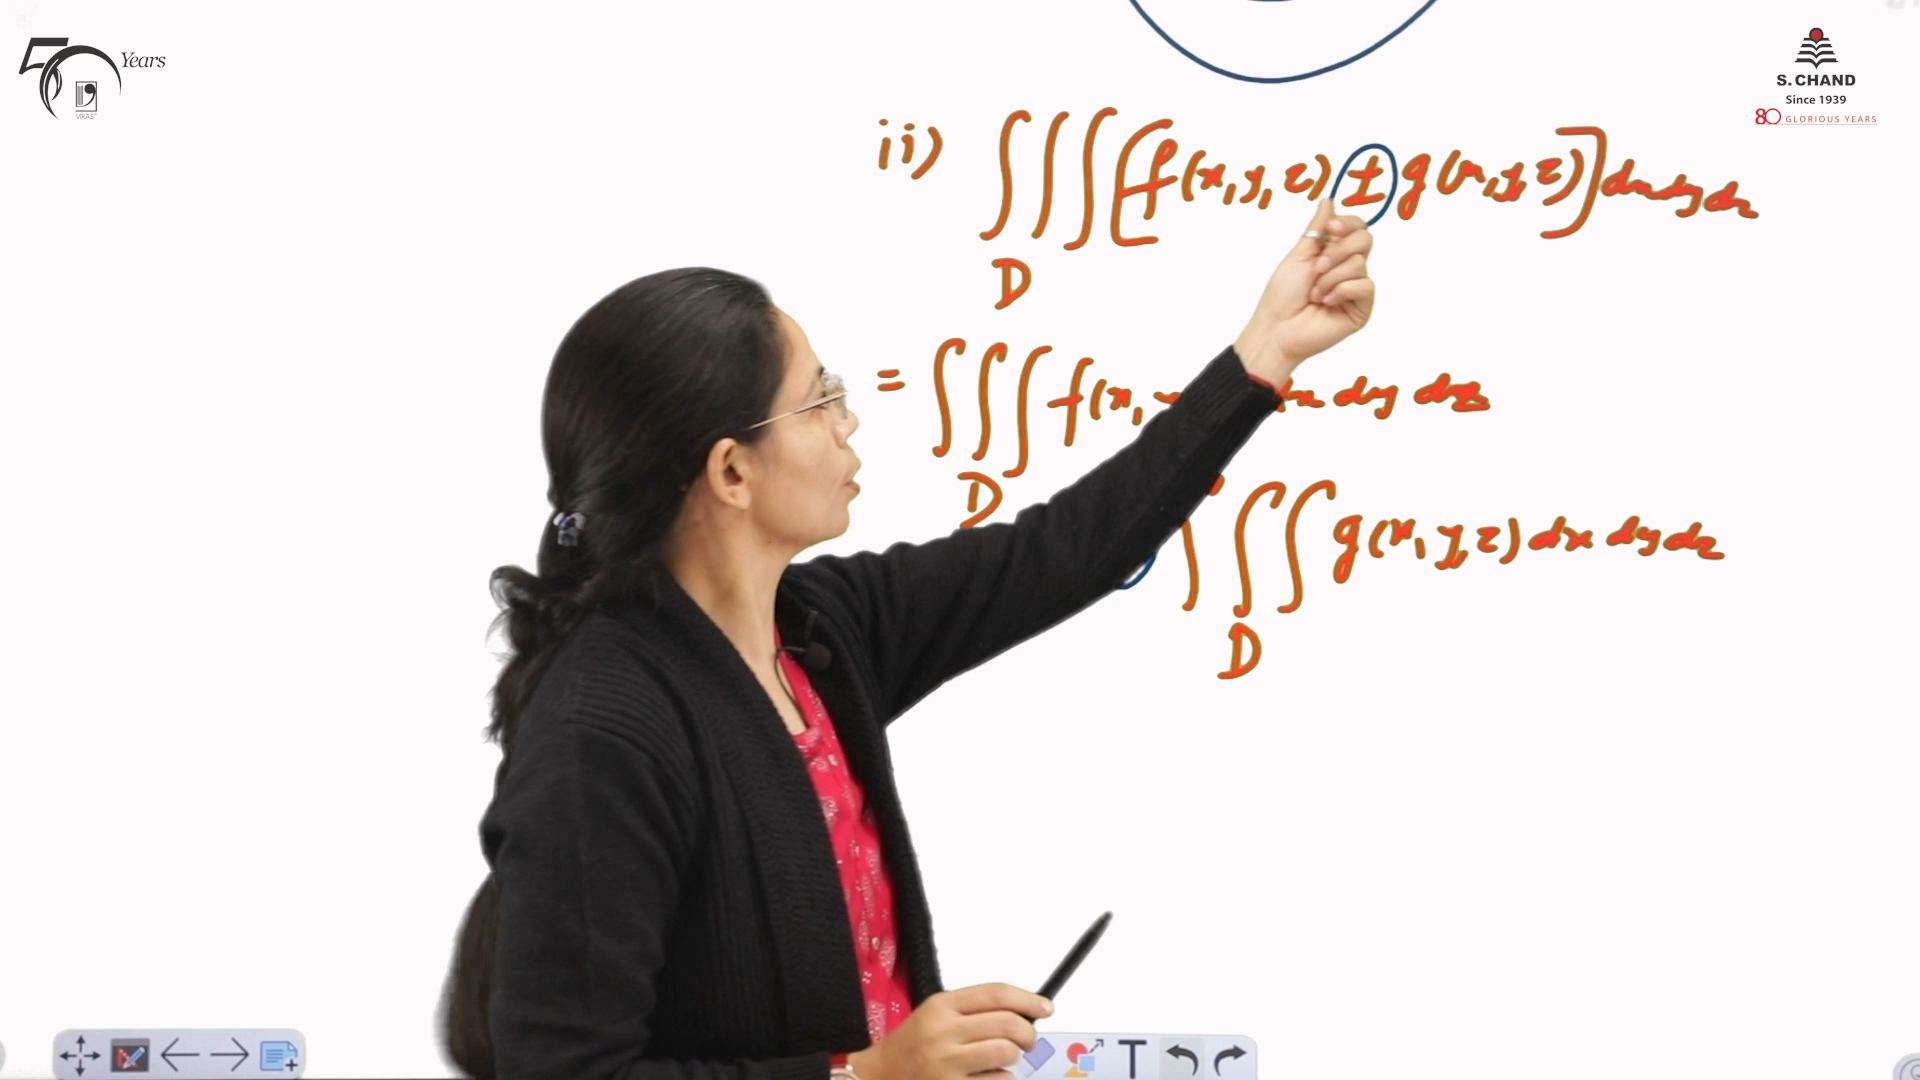 50 Years
VIKAS
S. CHAND
Since 1939
80 GLORIOUS YEARS
ii) ∫∫∫ [f(x,y,z) ± g(x,y,z)] dx dy dz
D
= ∫∫∫ f(x, dx dy dz
D
∫∫∫ g(x,y,z) dx dy dz
D
T